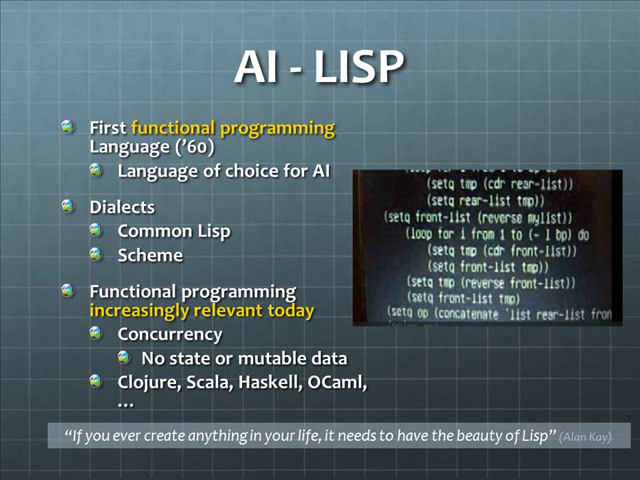 AI - LISP
First functional programming
Language (’60)
Language of choice for AI
Dialects
Common Lisp
Scheme
Functional programming
increasingly relevant today
Concurrency
No state or mutable data
Clojure, Scala, Haskell, OCaml,
…
(setq tmp (cdr rear-list))
(setq rear-list tmp))
(setq front-list (reverse mylist))
(loop for i from 1 to (- l bp) do
(setq tmp (cdr front-list))
(setq front-list tmp))
(setq tmp (reverse front-list))
(setq front-list tmp)
(setq op (concatenate 'list rear-list fron
“If you ever create anything in your life, it needs to have the beauty of Lisp” (Alan Kay)